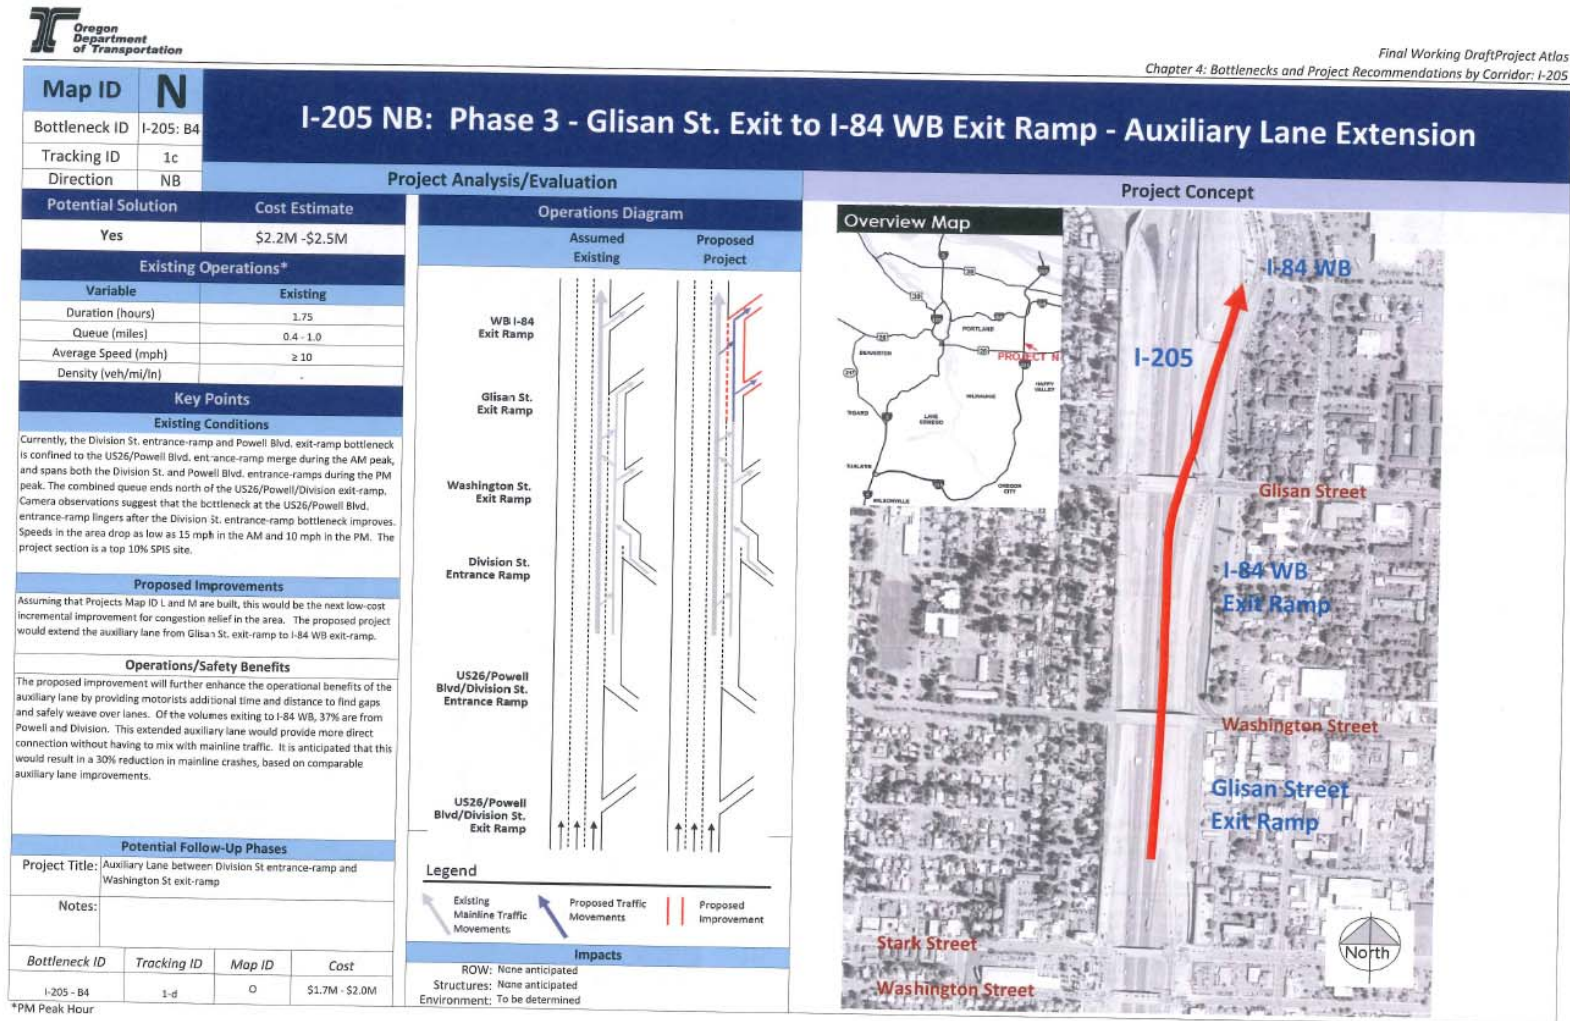 Oregon
Department
of Transportation
Final Working DraftProject Atlas
Chapter 4: Bottlenecks and Project Recommendations by Corridor: I-205
Map ID N
Bottleneck ID I-205: B4
Tracking ID 1c
Direction NB
I-205 NB: Phase 3 - Glisan St. Exit to I-84 WB Exit Ramp - Auxiliary Lane Extension
Project Analysis/Evaluation
Potential Solution Cost Estimate
Yes $2.2M -$2.5M
Existing Operations*
Variable Existing
Duration (hours) 1.75
Queue (miles) 0.4 - 1.0
Average Speed (mph) ≥ 10
Density (veh/mi/ln) -
Key Points
Existing Conditions
Currently, the Division St. entrance-ramp and Powell Blvd. exit-ramp bottleneck
is confined to the US26/Powell Blvd. entrance-ramp merge during the AM peak,
and spans both the Division St. and Powell Blvd. entrance-ramps during the PM
peak. The combined queue ends north of the US26/Powell/Division exit-ramp.
Camera observations suggest that the bottleneck at the US26/Powell Blvd.
entrance-ramp lingers after the Division St. entrance-ramp bottleneck improves.
Speeds in the area drop as low as 15 mph in the AM and 10 mph in the PM. The
project section is a top 10% SPIS site.
Proposed Improvements
Assuming that Projects Map ID L and M are built, this would be the next low-cost
incremental improvement for congestion relief in the area. The proposed project
would extend the auxiliary lane from Glisan St. exit-ramp to I-84 WB exit-ramp.
Operations/Safety Benefits
The proposed improvement will further enhance the operational benefits of the
auxiliary lane by providing motorists additional time and distance to find gaps
and safely weave over lanes. Of the volumes exiting to I-84 WB, 37% are from
Powell and Division. This extended auxiliary lane would provide more direct
connection without having to mix with mainline traffic. It is anticipated that this
would result in a 30% reduction in mainline crashes, based on comparable
auxiliary lane improvements.
Potential Follow-Up Phases
Project Title: Auxiliary Lane between Division St entrance-ramp and
Washington St exit-ramp
Notes:
Bottleneck ID Tracking ID Map ID Cost
I-205 - B4 1-d O $1.7M - $2.0M
*PM Peak Hour
Operations Diagram
Assumed
Existing
Proposed
Project
WB I-84
Exit Ramp
Glisan St.
Exit Ramp
Washington St.
Exit Ramp
Division St.
Entrance Ramp
US26/Powell
Blvd/Division St.
Entrance Ramp
US26/Powell
Blvd/Division St.
Exit Ramp
Legend
Existing
Mainline Traffic
Movements
Proposed Traffic
Movements
Proposed
Improvement
Impacts
ROW: None anticipated
Structures: None anticipated
Environment: To be determined
Project Concept
Overview Map
PORTLAND
BEAVERTON
PROJECT N
HAPPY
VALLEY
MILWAUKIE
TIGARD
LAKE
OSWEGO
TUALATIN
OREGON
CITY
WILSONVILLE
I-84 WB
I-205
Glisan Street
I-84 WB
Exit Ramp
Washington Street
Glisan Street
Exit Ramp
Stark Street
North
Washington Street